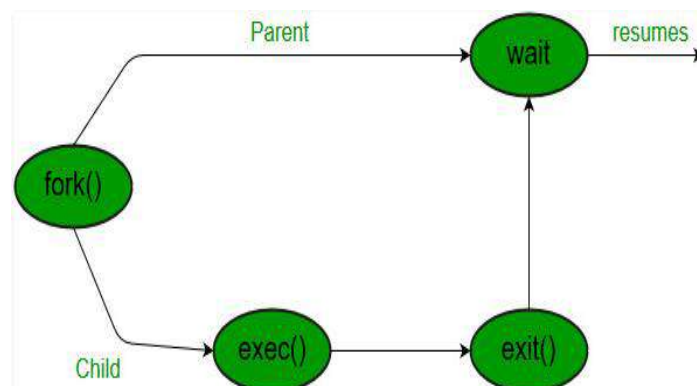 Parent
wait
resumes
fork()
exec()
exit()
Child